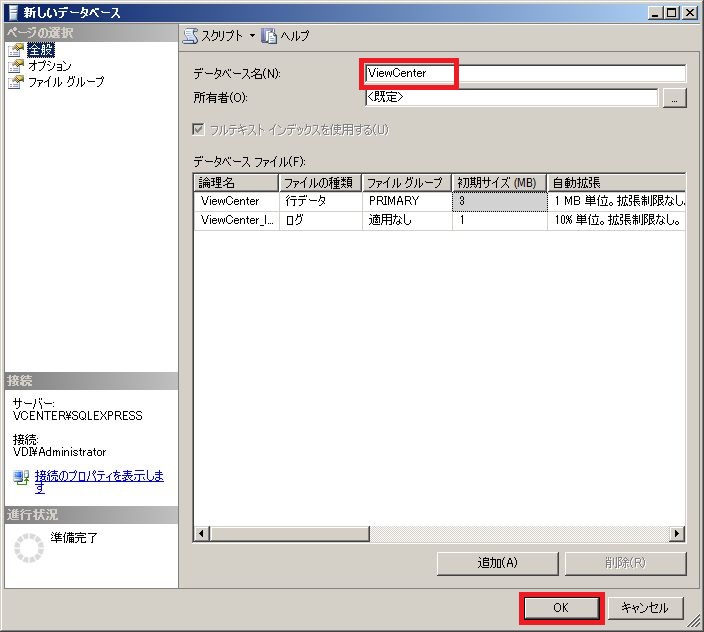 新しいデータベース
ページの選択
全般
オプション
ファイル グループ
スクリプト ヘルプ
データベース名(N): ViewCenter
所有者(O): <既定> ...
フルテキスト インデックスを使用する(U)
データベース ファイル(F):
論理名 ファイルの種類 ファイル グループ 初期サイズ (MB) 自動拡張
ViewCenter 行データ PRIMARY 3 1 MB 単位。拡張制限なし。
ViewCenter_l... ログ 適用なし 1 10% 単位。拡張制限なし。
接続
サーバー:
VCENTER¥SQLEXPRESS
接続:
VDI¥Administrator
接続のプロパティを表示しま
す
進行状況
準備完了
追加(A) 削除(R)
OK キャンセル